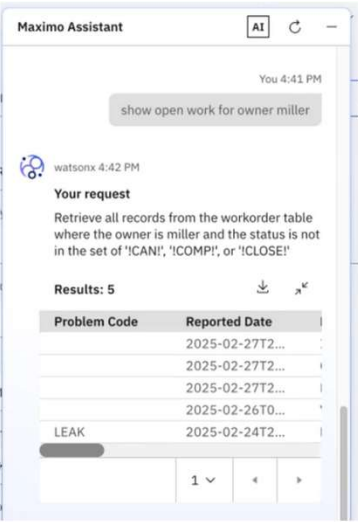 Maximo Assistant
AI
You 4:41 PM
show open work for owner miller
watsonx 4:42 PM
Your request
Retrieve all records from the workorder table
where the owner is miller and the status is not
in the set of '!CAN!', '!COMP!', or '!CLOSE!'
Results: 5
Problem Code Reported Date
2025-02-27T2...
2025-02-27T2...
2025-02-27T2...
2025-02-26T0...
LEAK 2025-02-24T2...
1